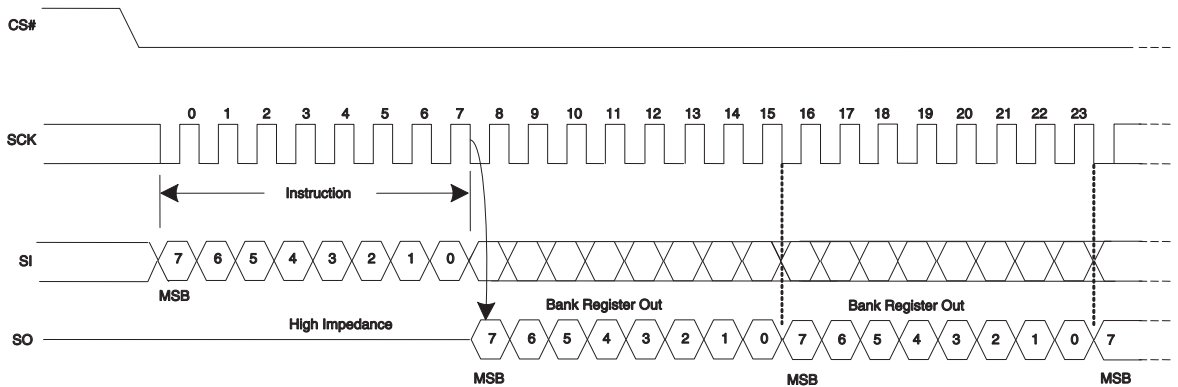 CS#
0 1 2 3 4 5 6 7 8 9 10 11 12 13 14 15 16 17 18 19 20 21 22 23
SCK
Instruction
SI 7 6 5 4 3 2 1 0
MSB
Bank Register Out Bank Register Out
High Impedance
SO 7 6 5 4 3 2 1 0 7 6 5 4 3 2 1 0 7
MSB MSB MSB